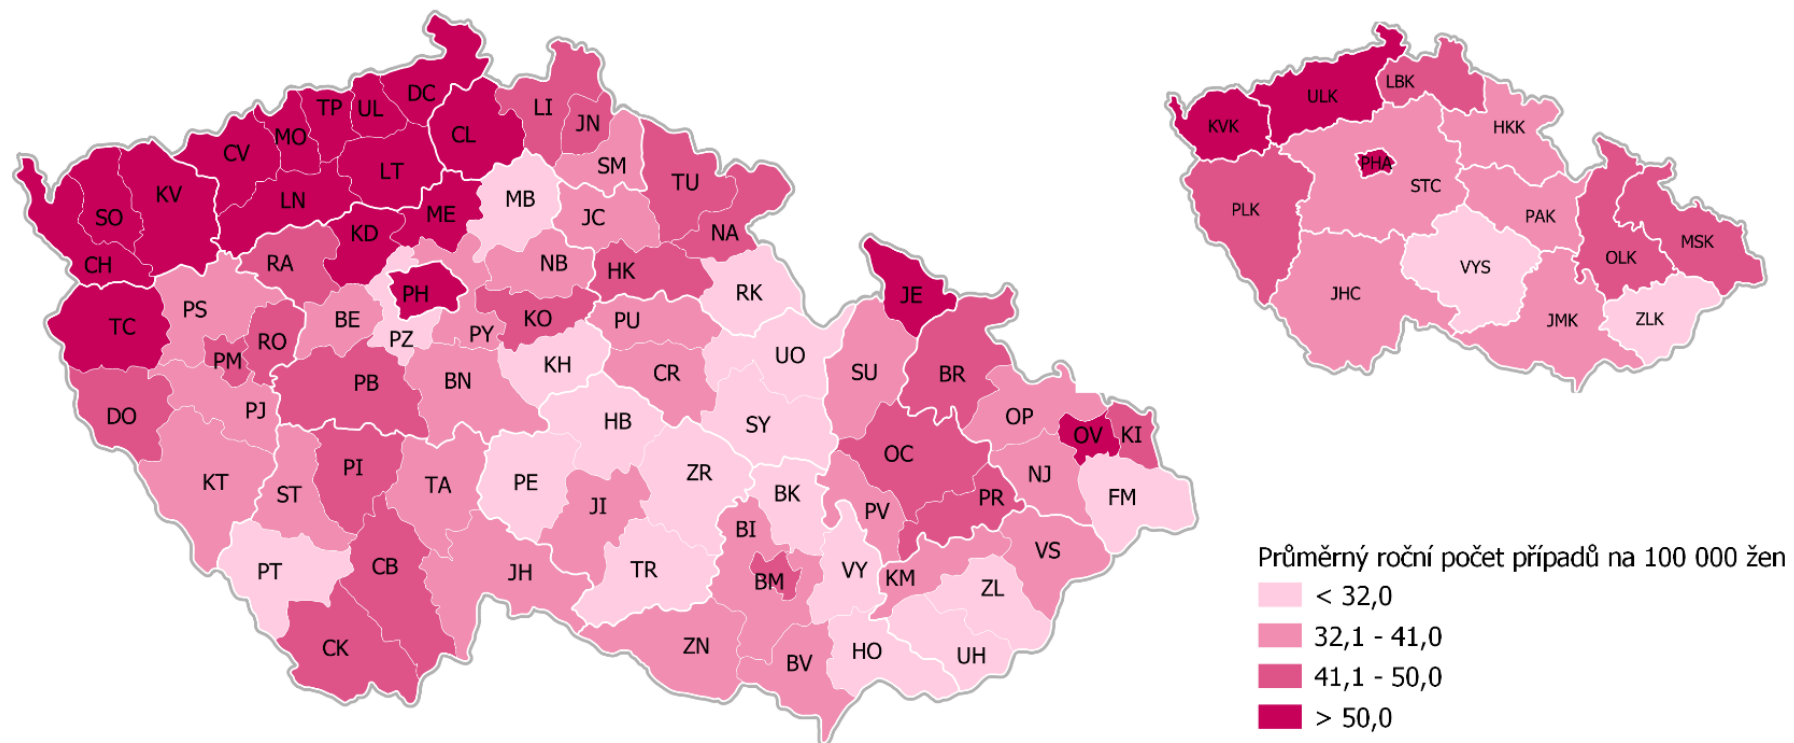 DC
TP
UL
LI
JN
MO
CL
CV
SM
LT
KV
TU
MB
LN
SO
ME
JC
KD
NA
CH
RA
NB
HK
PH
RK
JE
PS
TC
BE
KO
PU
PY
RO
PZ
UO
PM
KH
CR
SU
BR
PB
BN
PJ
DO
OP
HB
SY
OV
KI
OC
PI
ZR
NJ
KT
PE
TA
ST
BK
FM
PR
JI
PV
BI
VS
CB
PT
JH
TR
BM
VY
KM
ZL
CK
ZN
HO
UH
BV
LBK
ULK
KVK
HKK
PHA
STC
PLK
PAK
MSK
OLK
VYS
JHC
JMK
ZLK
Průměrný roční počet případů na 100 000 žen
< 32,0
32,1 - 41,0
41,1 - 50,0
> 50,0